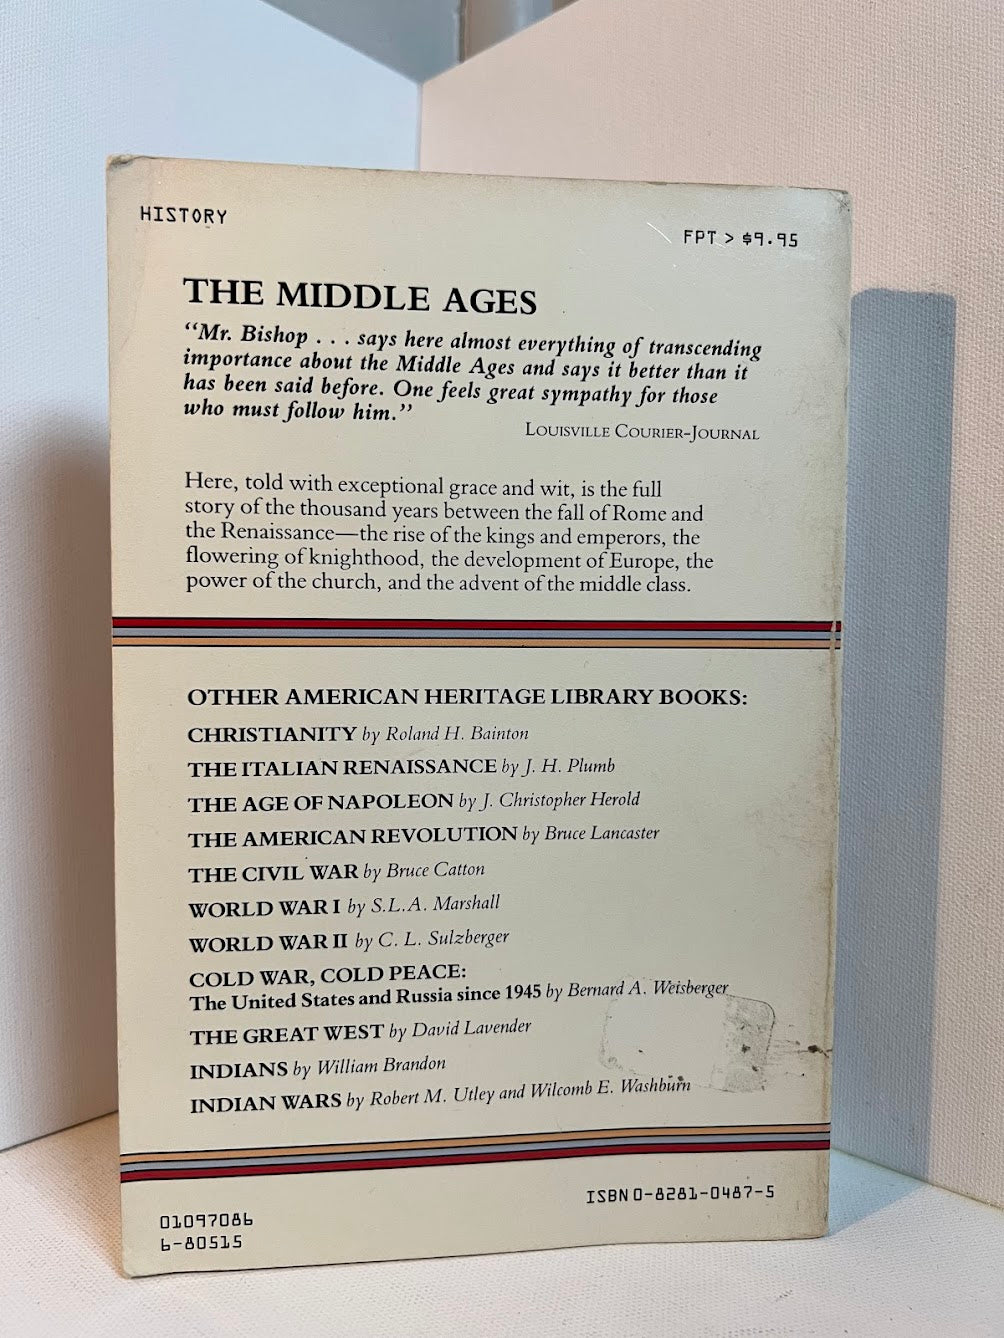 HISTORY
FPT > $9.95
THE MIDDLE AGES
“Mr. Bishop . . . says here almost everything of transcending
importance about the Middle Ages and says it better than it
has been said before. One feels great sympathy for those
who must follow him.”
LOUISVILLE COURIER-JOURNAL
Here, told with exceptional grace and wit, is the full
story of the thousand years between the fall of Rome and
the Renaissance—the rise of the kings and emperors, the
flowering of knighthood, the development of Europe, the
power of the church, and the advent of the middle class.
OTHER AMERICAN HERITAGE LIBRARY BOOKS:
CHRISTIANITY by Roland H. Bainton
THE ITALIAN RENAISSANCE by J. H. Plumb
THE AGE OF NAPOLEON by J. Christopher Herold
THE AMERICAN REVOLUTION by Bruce Lancaster
THE CIVIL WAR by Bruce Catton
WORLD WAR I by S.L.A. Marshall
WORLD WAR II by C. L. Sulzberger
COLD WAR, COLD PEACE:
The United States and Russia since 1945 by Bernard A. Weisberger
THE GREAT WEST by David Lavender
INDIANS by William Brandon
INDIAN WARS by Robert M. Utley and Wilcomb E. Washburn
ISBN 0-8281-0487-5
01097086
6-80515